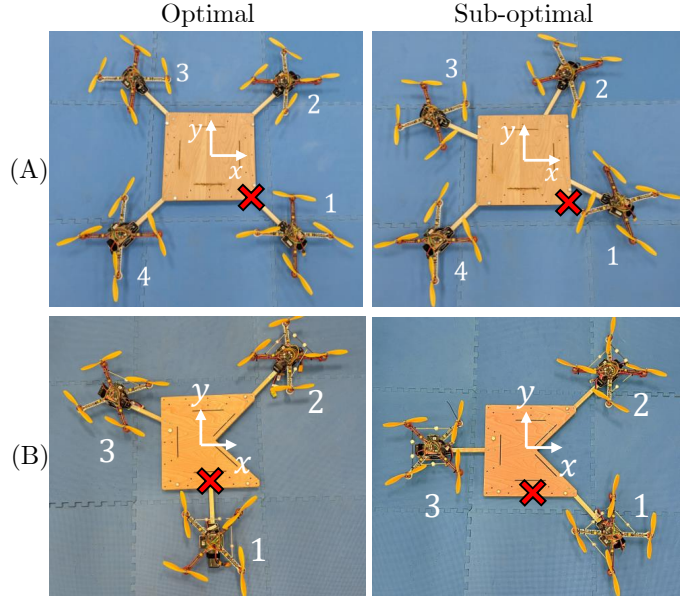 Optimal Sub-optimal
(A)
3 2 y x 1 4
3 2 y x 1 4
(B)
2 y x 3 1
y 2 x 3 1